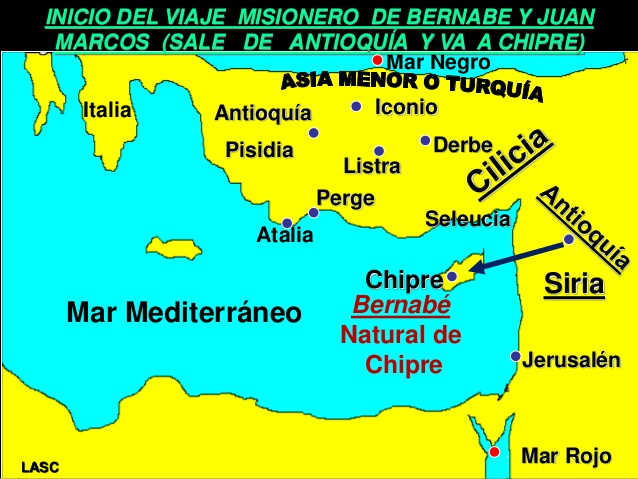 INICIO DEL VIAJE MISIONERO DE BERNABE Y JUAN
MARCOS (SALE DE ANTIOQUÍA Y VA A CHIPRE)
Mar Negro
ASIA MENOR O TURQUÍA
Italia
Antioquía
Pisidia
Iconio
Derbe
Listra
Cilicia
Perge
Atalia
Seleucia
Antioquía
Chipre
Siria
Bernabé
Natural de
Chipre
Mar Mediterráneo
Jerusalén
Mar Rojo
LASC